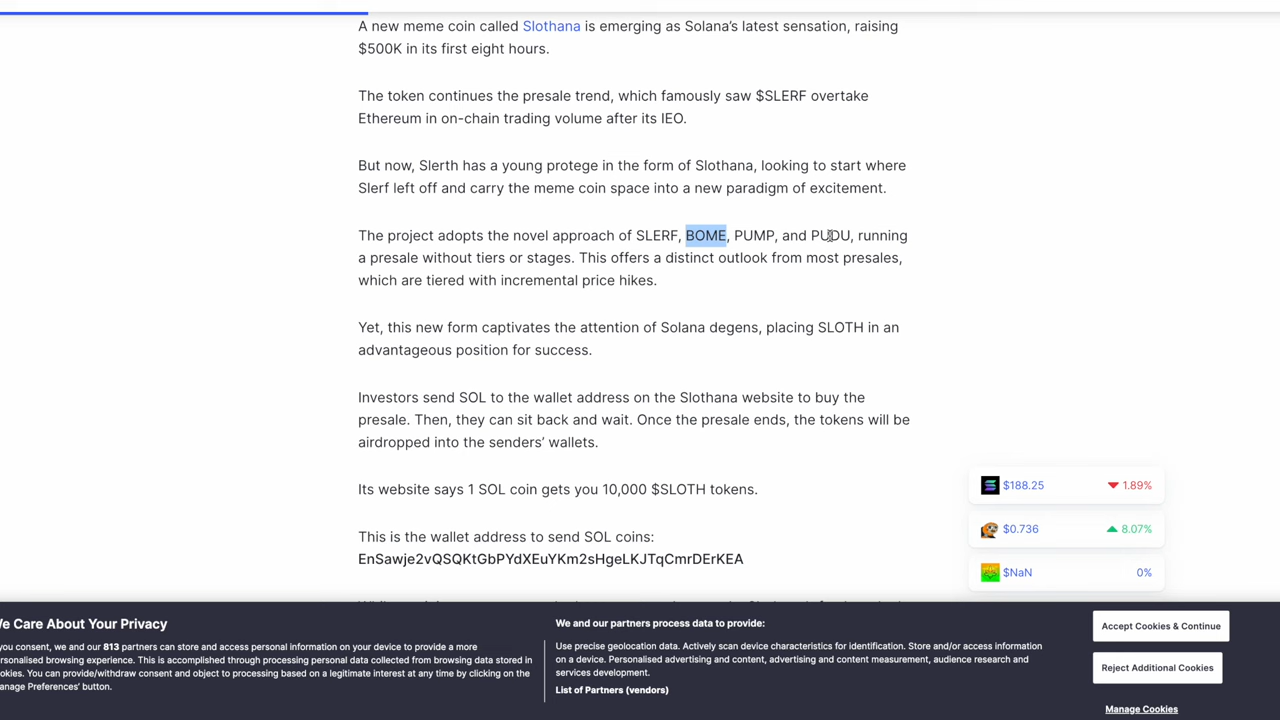 A new meme coin called Slothana is emerging as Solana's latest sensation, raising
$500K in its first eight hours.
The token continues the presale trend, which famously saw $SLERF overtake
Ethereum in on-chain trading volume after its IEO.
But now, Slerth has a young protege in the form of Slothana, looking to start where
Slerf left off and carry the meme coin space into a new paradigm of excitement.
The project adopts the novel approach of SLERF, BOME, PUMP, and PUDU, running
a presale without tiers or stages. This offers a distinct outlook from most presales,
which are tiered with incremental price hikes.
Yet, this new form captivates the attention of Solana degens, placing SLOTH in an
advantageous position for success.
Investors send SOL to the wallet address on the Slothana website to buy the
presale. Then, they can sit back and wait. Once the presale ends, the tokens will be
airdropped into the senders' wallets.
Its website says 1 SOL coin gets you 10,000 $SLOTH tokens.
This is the wallet address to send SOL coins:
EnSawje2vQSQKtGbPYdXEuYKm2sHgeLKJTqCmrDErKEA
$188.25 1.89%
$0.736 8.07%
$NaN 0%
e Care About Your Privacy
you consent, we and our 813 partners can store and access personal information on your device to provide a more
rsonalised browsing experience. This is accomplished through processing personal data collected from browsing data stored in
okies. You can provide/withdraw consent and object to processing based on a legitimate interest at any time by clicking on the
anage Preferences' button.
We and our partners process data to provide:
Use precise geolocation data. Actively scan device characteristics for identification. Store and/or access information
on a device. Personalised advertising and content, advertising and content measurement, audience research and
services development.
List of Partners (vendors)
Accept Cookies & Continue
Reject Additional Cookies
Manage Cookies